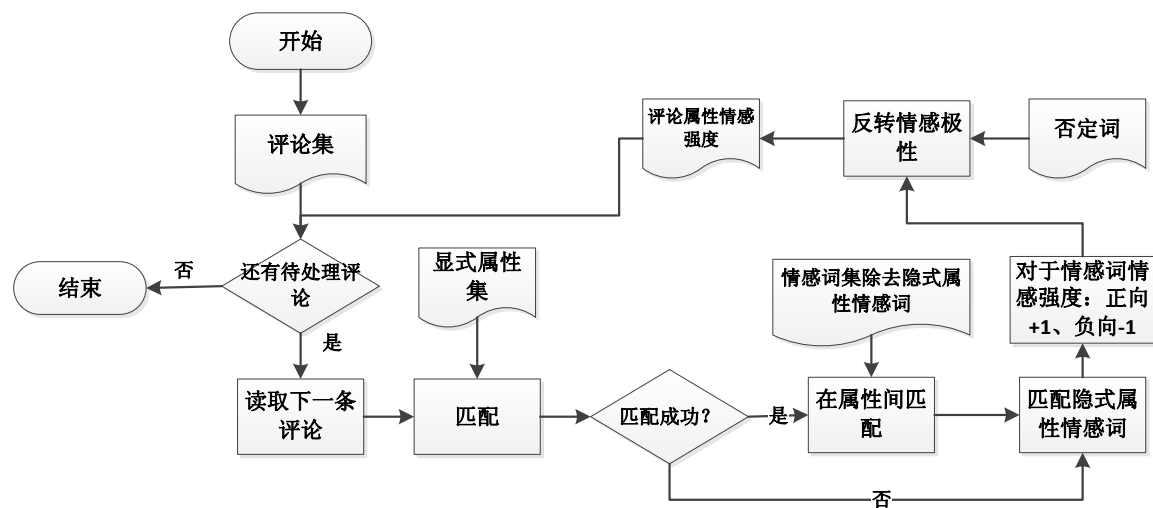 开始
评论集
评论属性情感
强度
反转情感极
性
否定词
还有待处理评
论
否
结束
是
显式属性
集
情感词集除去隐式属
性情感词
对于情感词情
感强度：正向
+1、负向-1
读取下一条
评论
匹配
匹配成功？
是
在属性间匹
配
匹配隐式属
性情感词
否